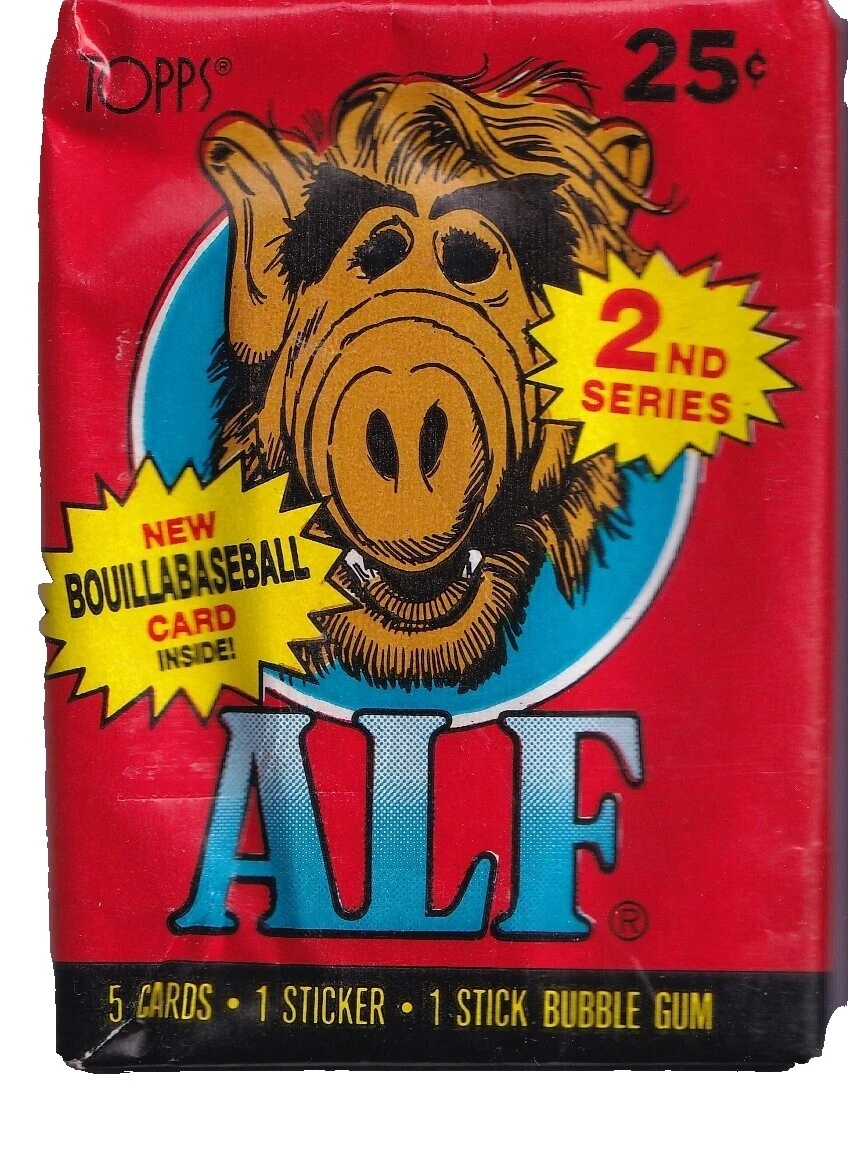 TOPPS®
25¢
2ND
SERIES
NEW
BOUILLABASEBALL
CARD
INSIDE!
ALF®
5 CARDS • 1 STICKER • 1 STICK BUBBLE GUM